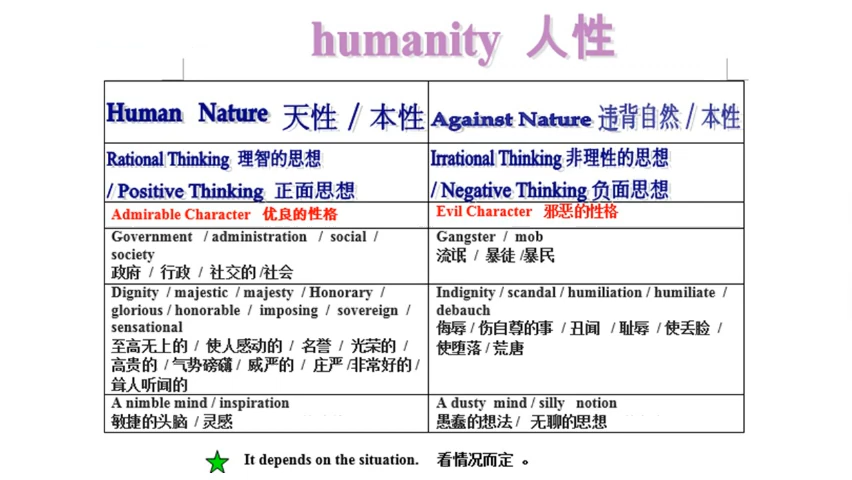 humanity 人性
Human Nature 天性 / 本性
Against Nature 违背自然 / 本性
Rational Thinking 理智的思想
/ Positive Thinking 正面思想
Irrational Thinking 非理性的思想
/ Negative Thinking 负面思想
Admirable Character 优良的性格
Evil Character 邪恶的性格
Government / administration / social /
society
政府 / 行政 / 社交的 /社会
Gangster / mob
流氓 / 暴徒 /暴民
Dignity / majestic / majesty / Honorary /
glorious / honorable / imposing / sovereign /
sensational
至高无上的 / 使人感动的 / 名誉 / 光荣的 /
高贵的 / 气势磅礴 / 威严的 / 庄严 /非常好的 /
耸人听闻的
Indignity / scandal / humiliation / humiliate /
debauch
侮辱 / 伤自尊的事 / 丑闻 / 耻辱 / 使丢脸 /
使堕落 / 荒唐
A nimble mind / inspiration
敏捷的头脑 / 灵感
A dusty mind / silly notion
愚蠢的想法 / 无聊的思想
It depends on the situation. 看情况而定 。